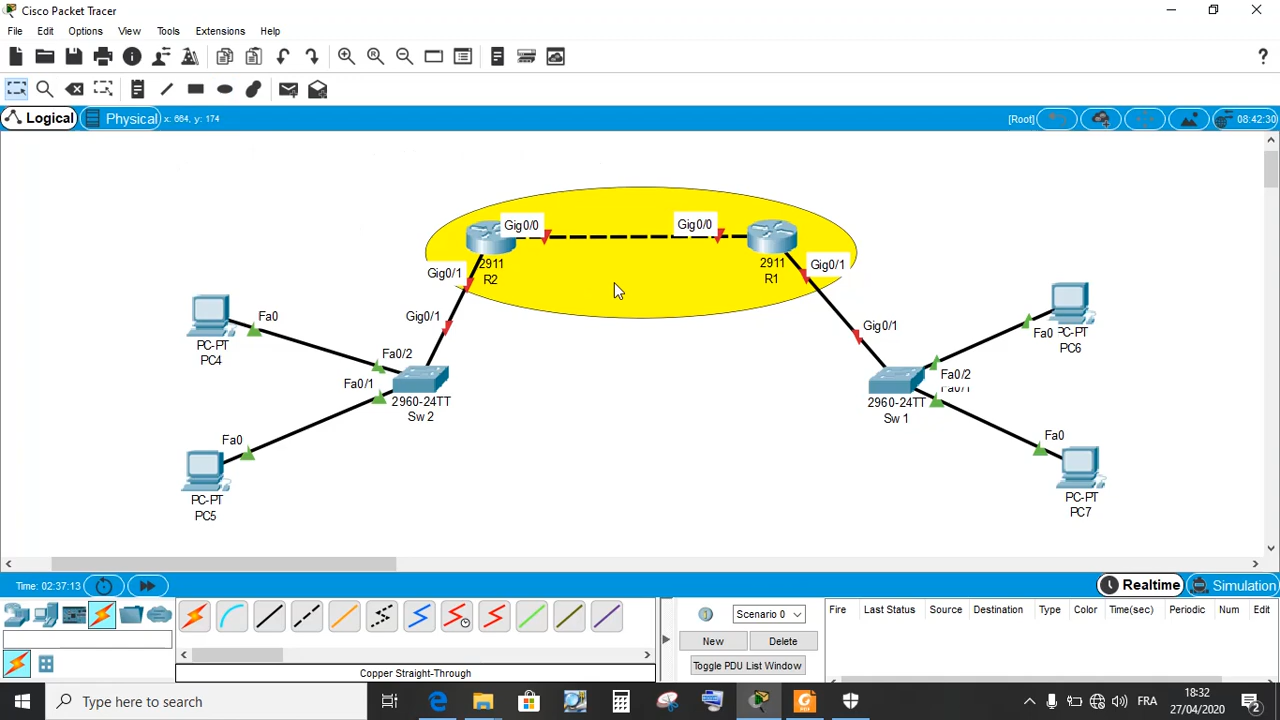 Cisco Packet Tracer
File Edit Options View Tools Extensions Help
Logical Physical x: 664, y: 174 [Root] 08:42:30
Gig0/0 Gig0/0
2911 2911
R2 R1
Gig0/1 Gig0/1
Gig0/1 Gig0/1
Fa0 Fa0
PC-PT PC-PT
PC4 PC6
Fa0/2 Fa0/2
Fa0/1 Fa0/1
2960-24TT 2960-24TT
Sw 2 Sw 1
Fa0 Fa0
PC-PT PC-PT
PC5 PC7
Time: 02:37:13 Realtime Simulation
Scenario 0 Fire Last Status Source Destination Type Color Time(sec) Periodic Num Edit
New Delete
Toggle PDU List Window
Copper Straight-Through
Type here to search
FRA
18:32
27/04/2020
2